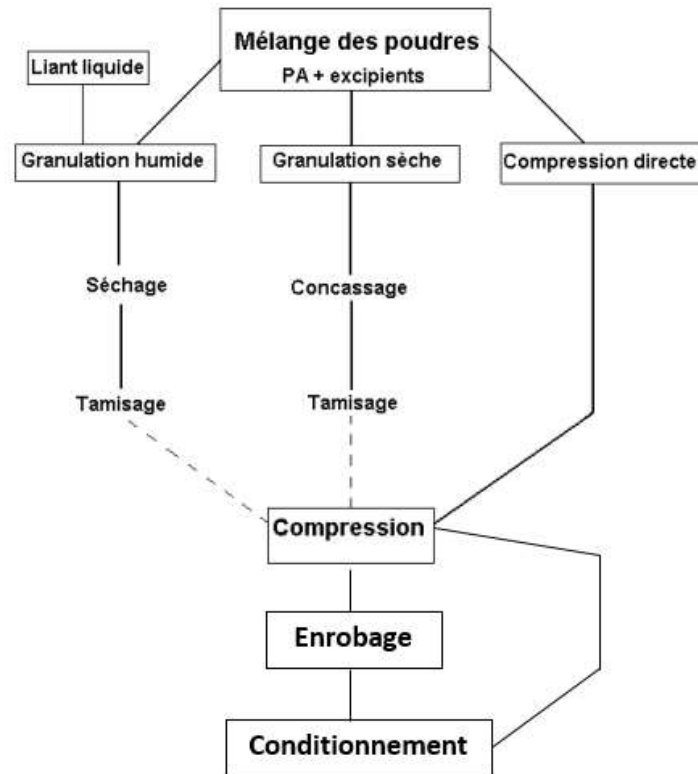 Mélange des poudres
PA + excipients
Liant liquide
Granulation humide
Granulation sèche
Compression directe
Séchage
Concassage
Tamisage
Tamisage
Compression
Enrobage
Conditionnement